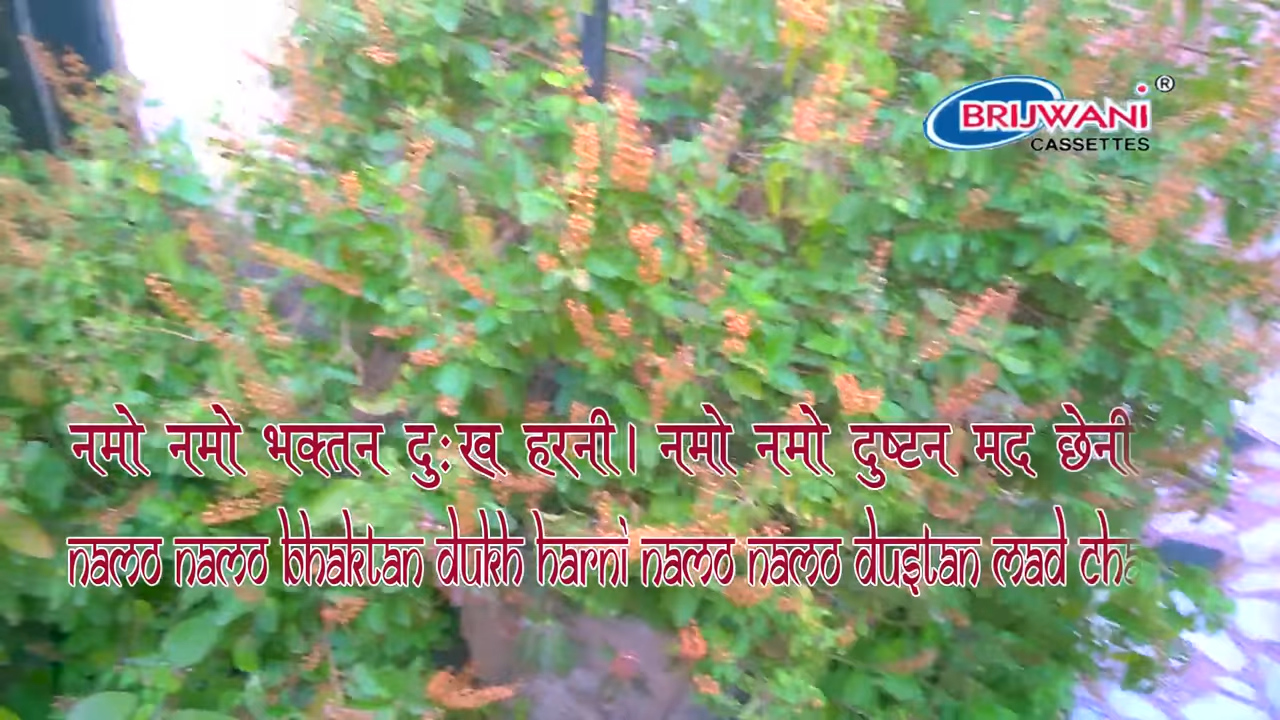 BRIJWANI®
CASSETTES
नमो नमो भक्तन दुःख हरनी। नमो नमो दुष्टन मद छेनी
namo namo bhaktan dukh harni namo namo dustan mad